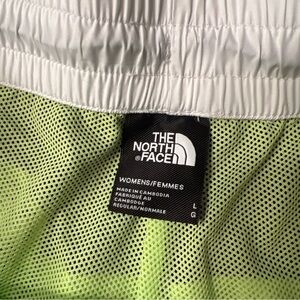 THE
NORTH
®FACE
WOMENS/FEMMES
MADE IN CAMBODIA
FABRIQUÉ AU
CAMBODGE
REGULAR/NORMALE
L
G